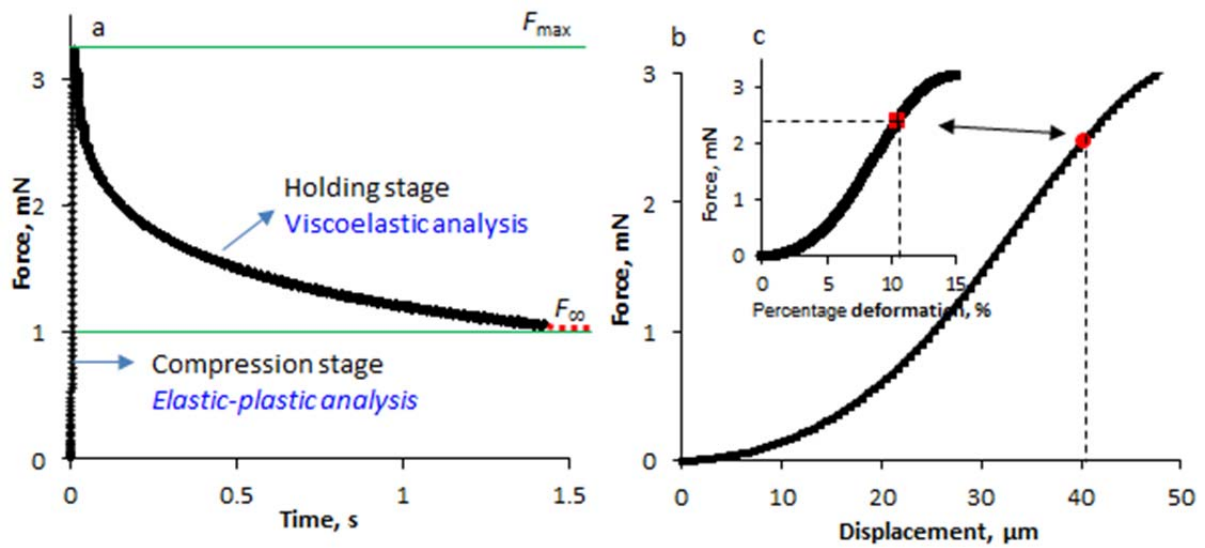 a
Fmax
3
2
1
0
Force, mN
Holding stage
Viscoelastic analysis
F∞
Compression stage
Elastic-plastic analysis
0 0.5 1 1.5
Time, s
b
3
2
1
0
Force, mN
0 10 20 30 40 50
Displacement, μm
c
3
2
1
0
Force, mN
0 5 10 15
Percentage deformation, %